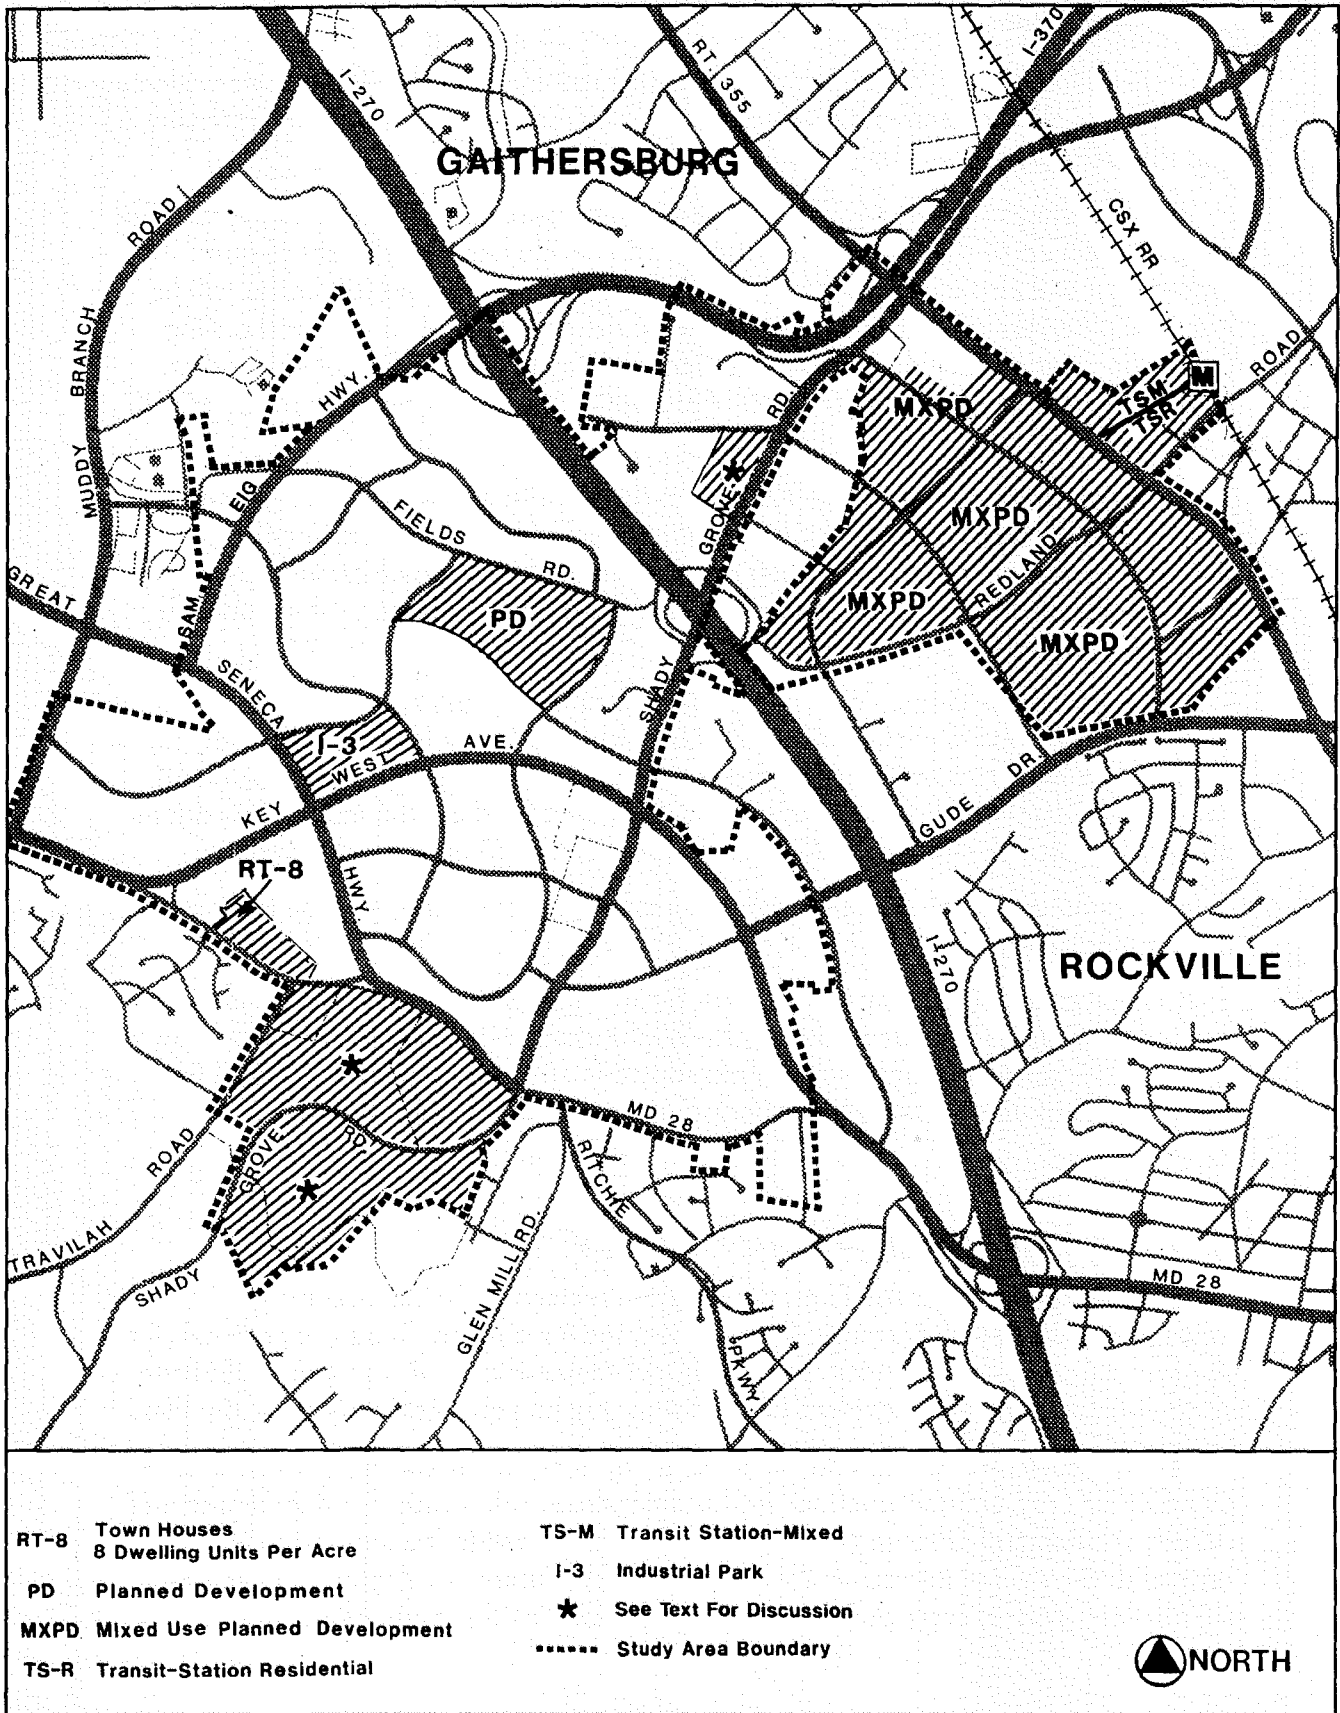 I-270
RT. 355
I-370
GAITHERSBURG
ROAD
CSX RR
BRANCH
HWY.
RD.
MXPD
M
TSM
TSR
ROAD
MUDDY
EIG
FIELDS
RD.
GROVE
MXPD
REDLAND
GREAT
SAM
PD
MXPD
MXPD
SENECA
SHADY
I-3
WEST
AVE.
KEY
DR.
GUDE
RT-8
HWY
I-270
ROCKVILLE
MD 28
ROAD
GROVE
RD.
RITCHIE
TRAVILAH
SHADY
GLEN MILL RD.
MD 28
PKWY
RT-8 Town Houses
8 Dwelling Units Per Acre
PD Planned Development
MXPD Mixed Use Planned Development
TS-R Transit-Station Residential
TS-M Transit Station-Mixed
I-3 Industrial Park
★ See Text For Discussion
Study Area Boundary
NORTH